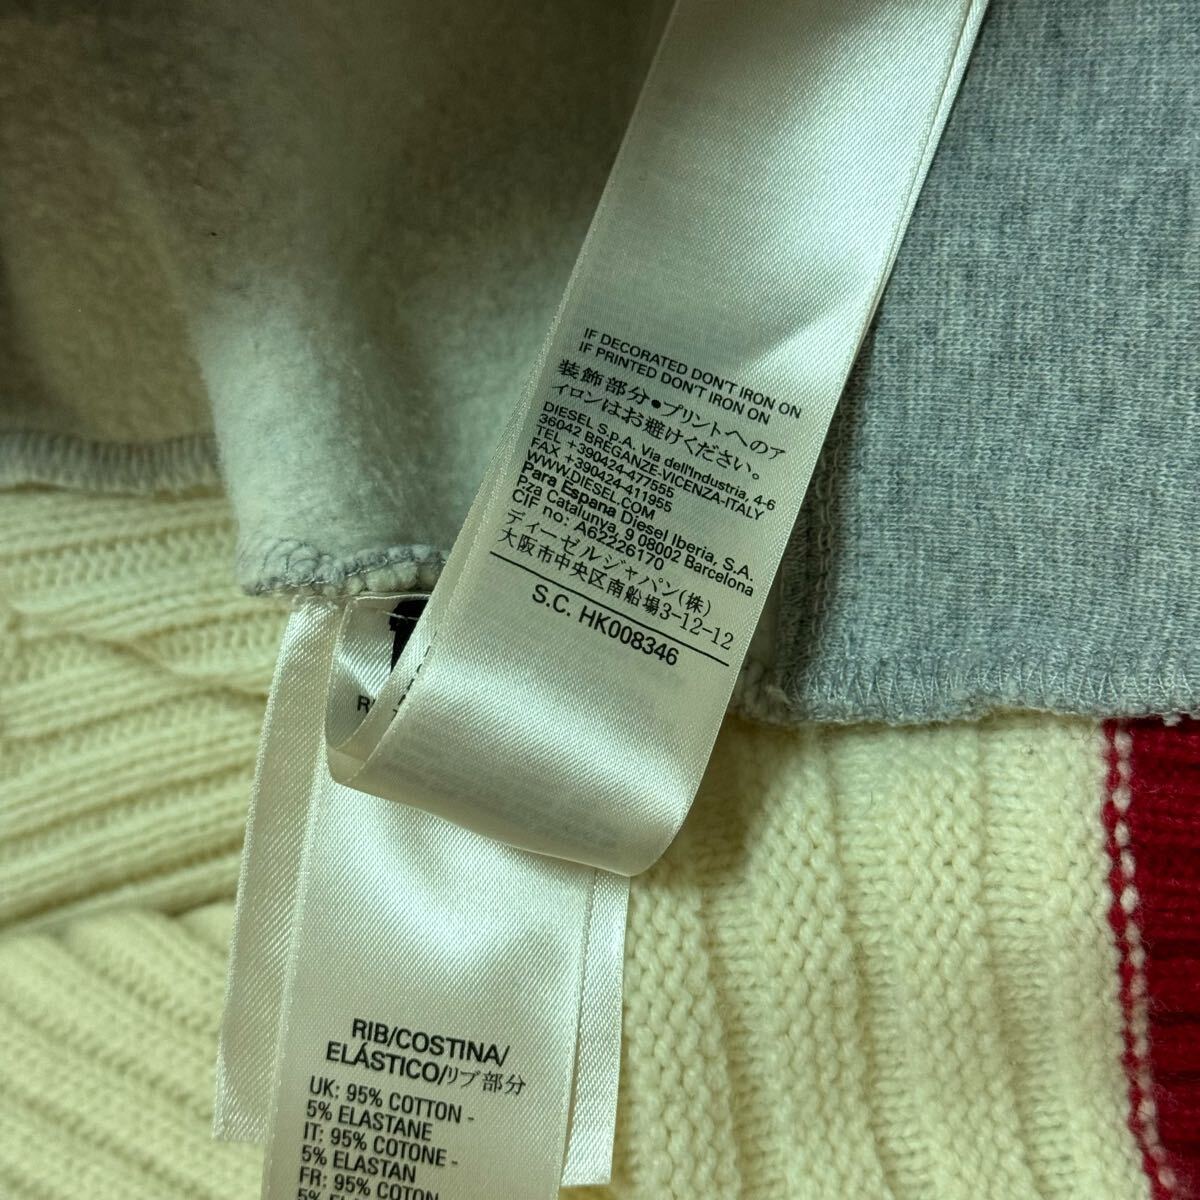 IF DECORATED DON'T IRON ON
IF PRINTED DON'T IRON ON
装飾部分●プリントへのア
イロンはお避けください。
DIESEL S.p.A. Via dell'Industria, 4-6
36042 BREGANZE-VICENZA-ITALY
TEL +390424-477555
FAX +390424-411955
WWW.DIESEL.COM
Para Espana Diesel Iberia, S.A.
Pza Catalunya, 9 08002 Barcelona
CIF no: A62226170
ディーゼルジャパン(株)
大阪市中央区南船場3-12-12
S.C. HK008346
RIB/COSTINA/
ELÁSTICO/リブ部分
UK: 95% COTTON -
5% ELASTANE
IT: 95% COTONE -
5% ELASTAN
FR: 95% COTON